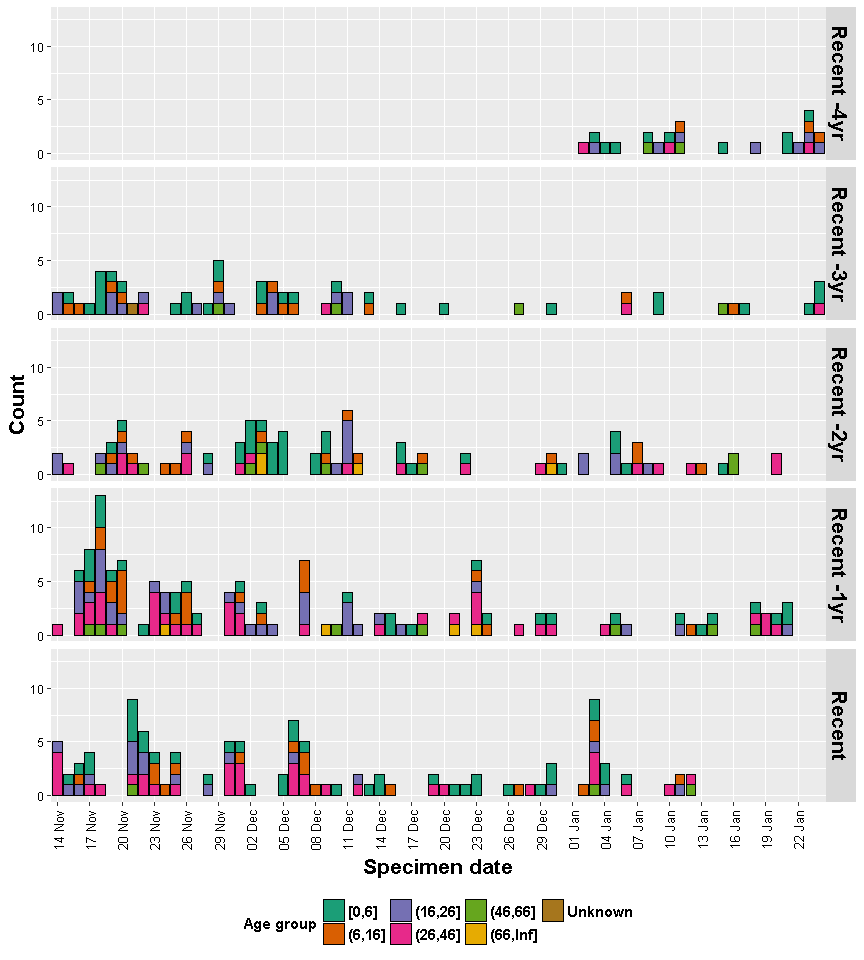 10
5
0
Recent -4yr
10
5
0
Recent -3yr
10
5
0
Recent -2yr
10
5
0
Recent -1yr
10
5
0
Recent
Count
14 Nov
17 Nov
20 Nov
23 Nov
26 Nov
29 Nov
02 Dec
05 Dec
08 Dec
11 Dec
14 Dec
17 Dec
20 Dec
23 Dec
26 Dec
29 Dec
01 Jan
04 Jan
07 Jan
10 Jan
13 Jan
16 Jan
19 Jan
22 Jan
Specimen date
Age group
[0,6]
(6,16]
(16,26]
(26,46]
(46,66]
(66,Inf]
Unknown